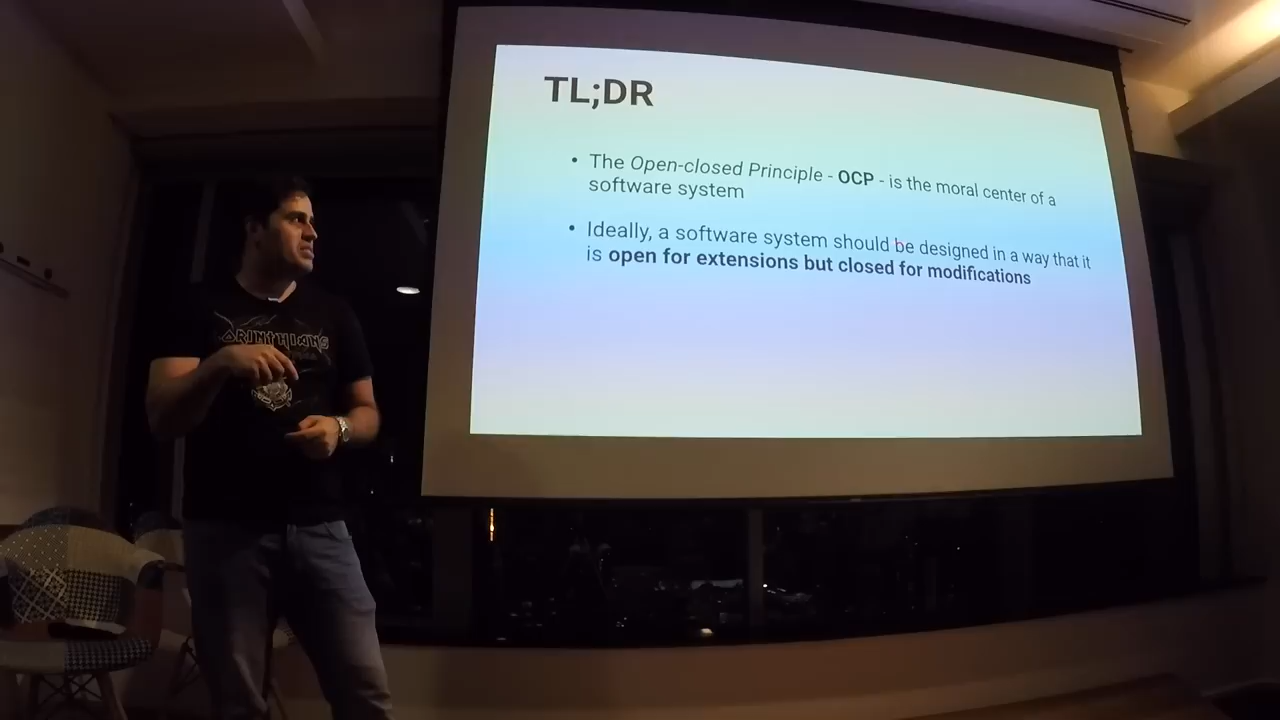 TL;DR
• The Open-closed Principle - OCP - is the moral center of a
software system
• Ideally, a software system should be designed in a way that it
is open for extensions but closed for modifications
ORINTHIANS